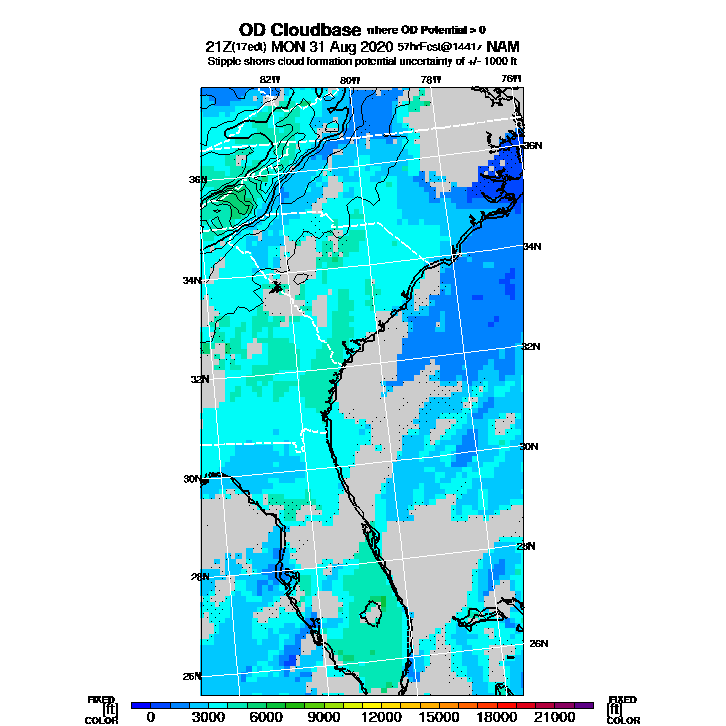 OD Cloudbase where OD Potential > 0
21Z(17edt) MON 31 Aug 2020 57hrFcst@1441z NAM
Stipple shows cloud formation potential uncertainty of +/- 1000 ft
82W 80W 78W 76W
36N
36N
34N
34N
32N
32N
30N
30N
28N
28N
26N
26N
FIXED FIXED
[ft] [ft]
COLOR COLOR
0 3000 6000 9000 12000 15000 18000 21000